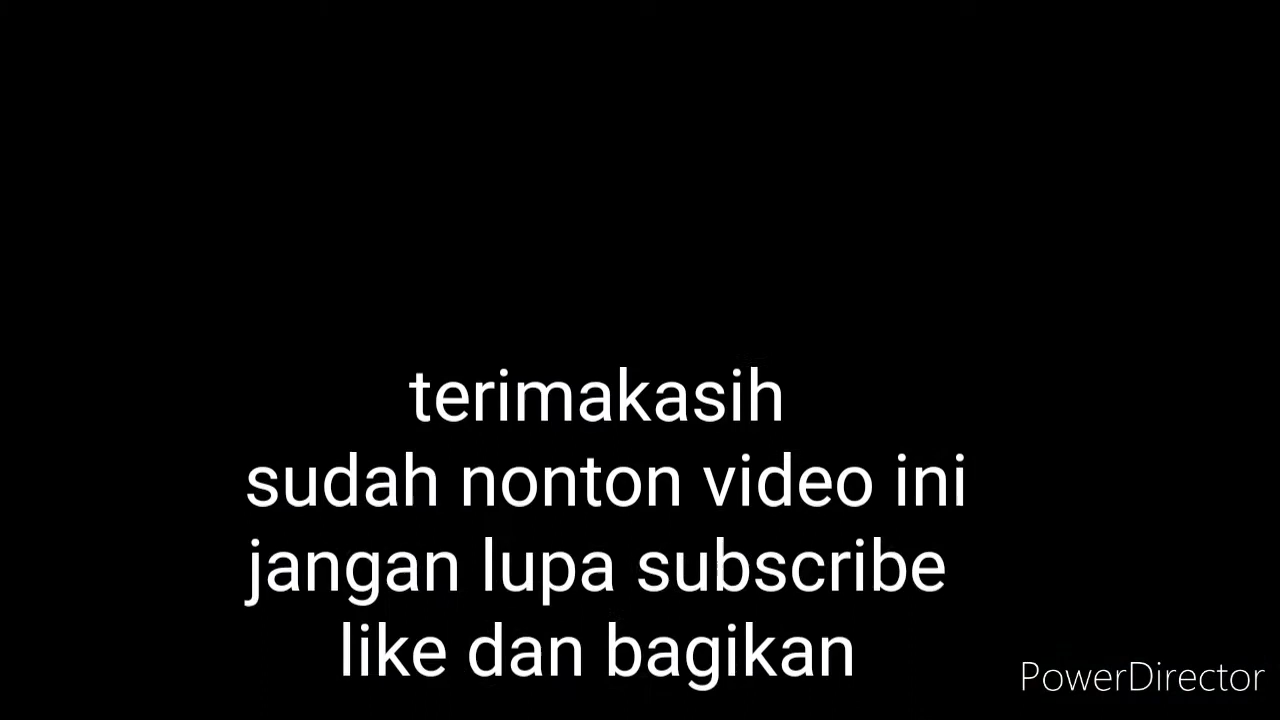 terimakasih
sudah nonton video ini
jangan lupa subscribe
like dan bagikan
PowerDirector